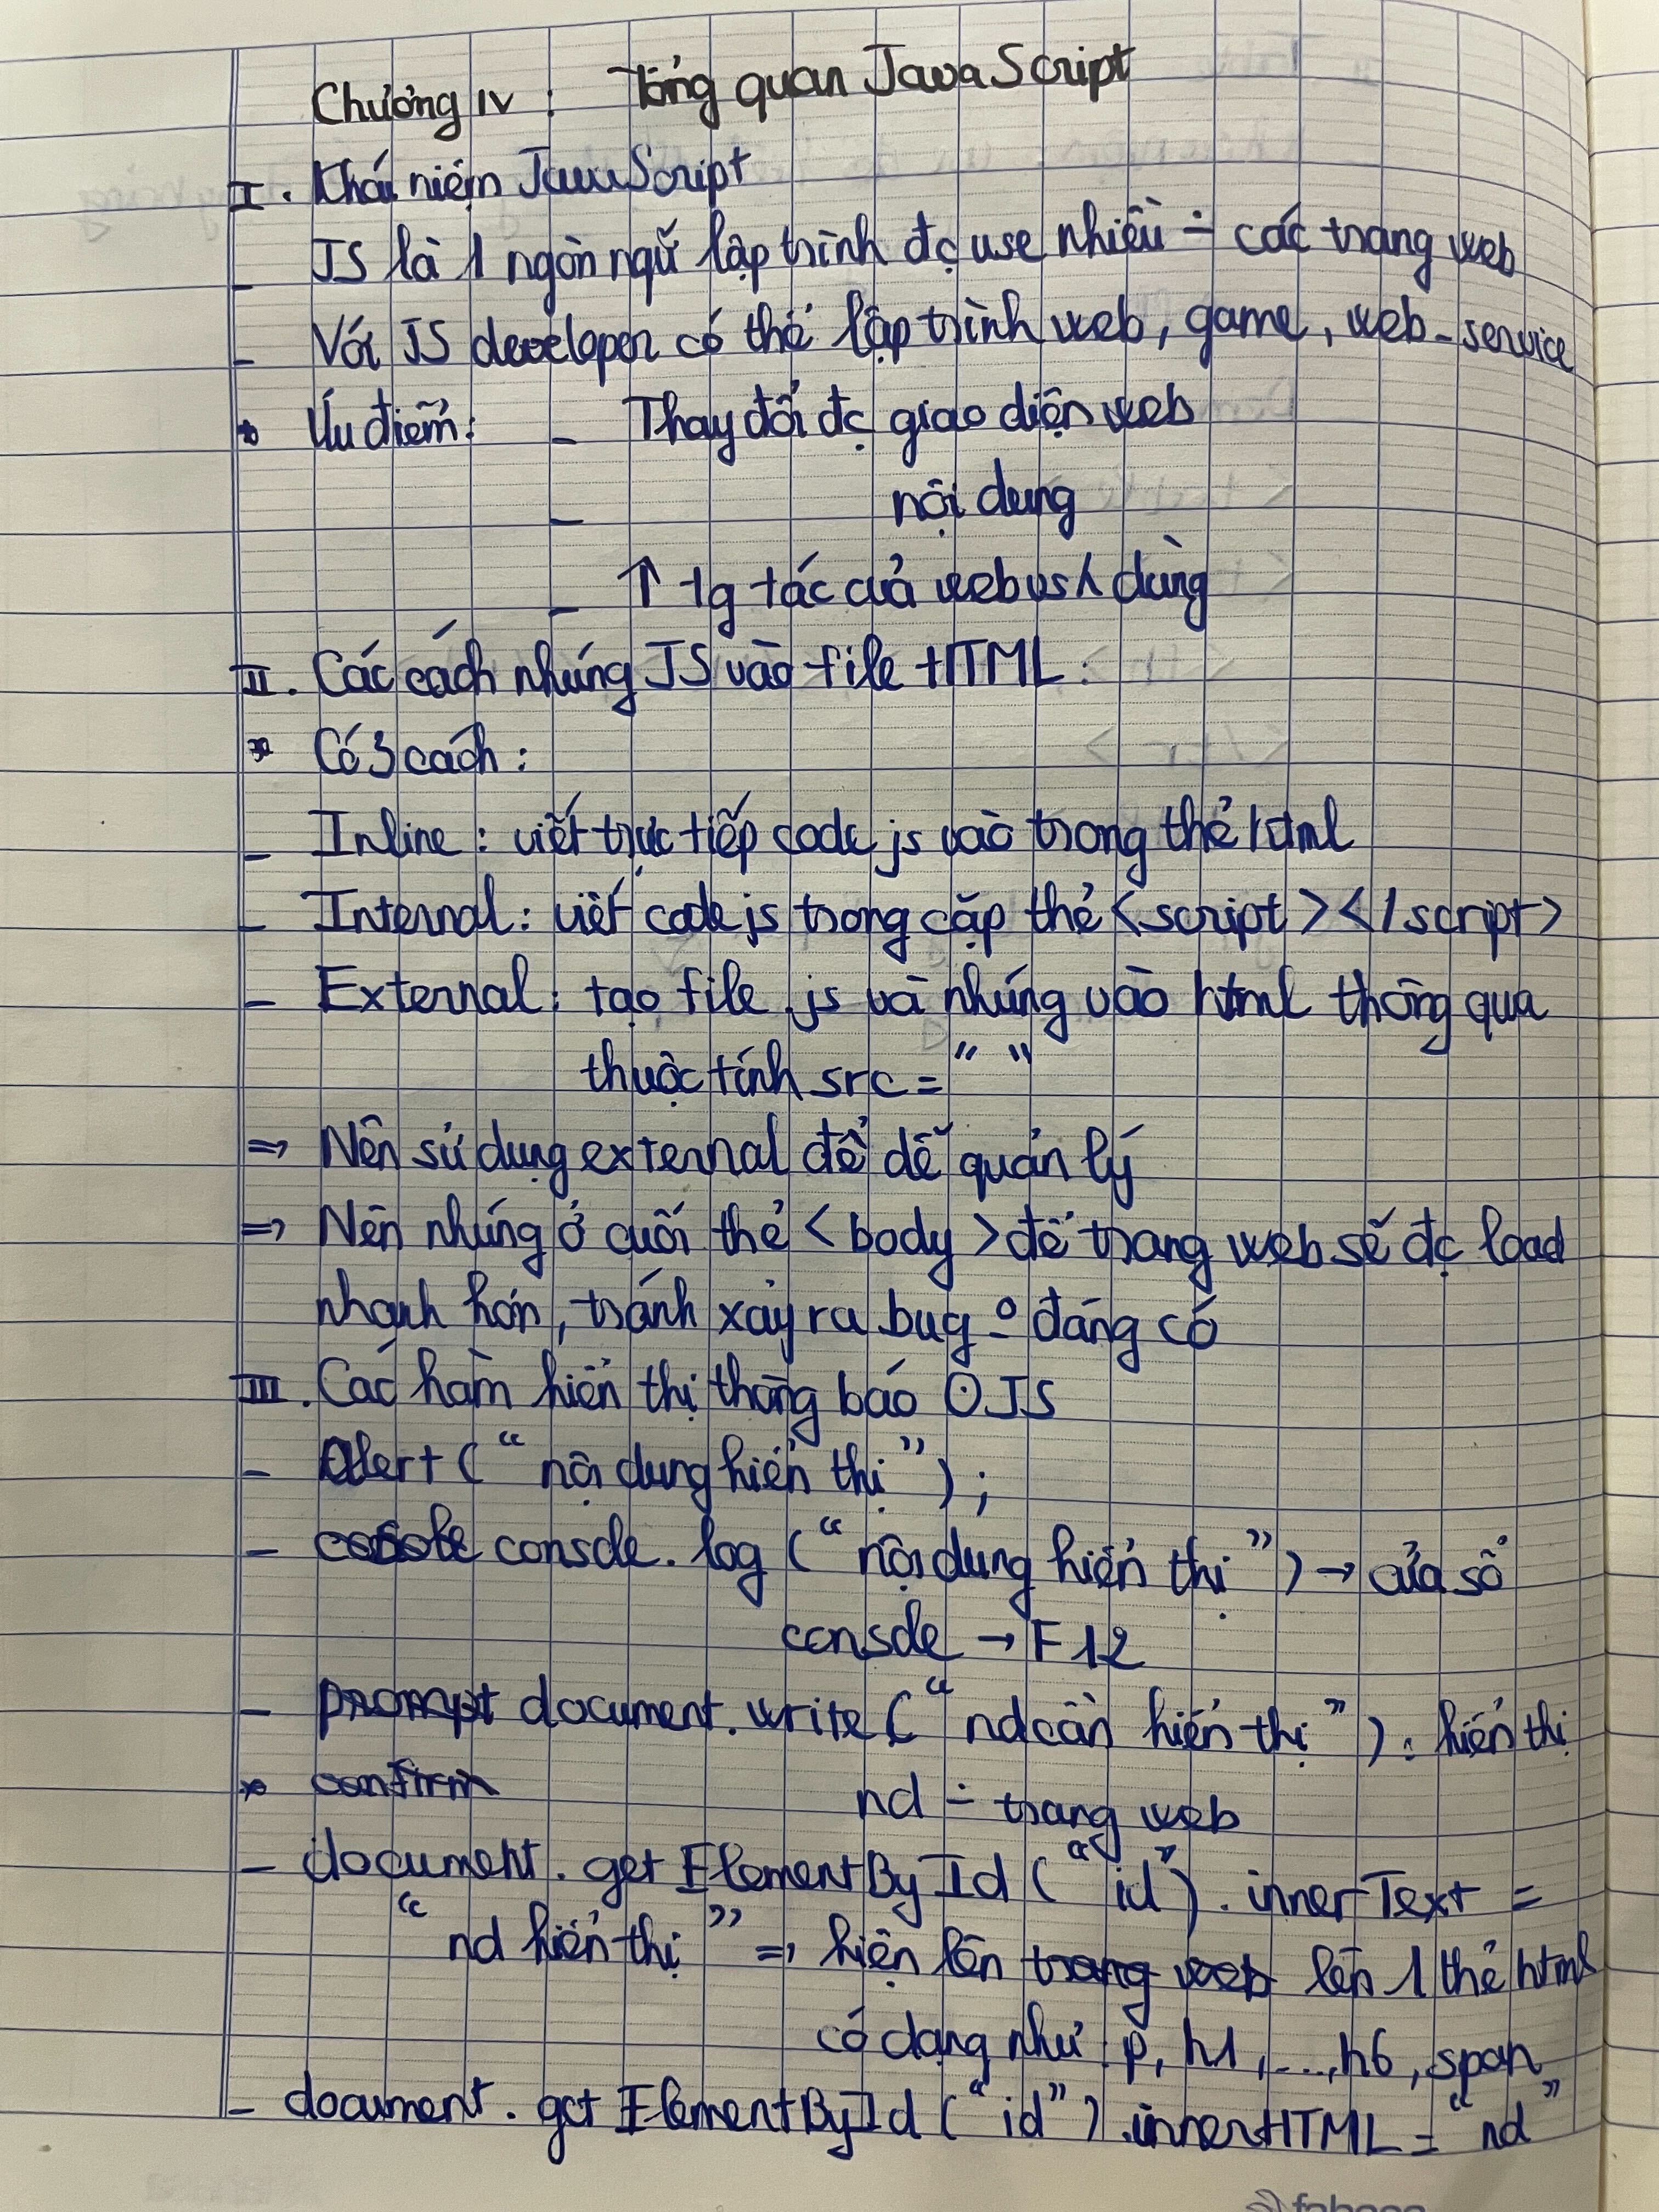 Chương IV : Tổng quan JavaScript
I. Khái niệm JavaScript
- JS là 1 ngôn ngữ lập trình đc use nhiều ∸ các trang web
- Với JS developer có thể lập trình web, game, web-service
* Ưu điểm: - Thay đổi đc giao diện web
- nội dung
- ↑ tg tác của web vs ^ dùng
II. Các cách nhúng JS vào file HTML:
* Có 3 cách:
- Inline: viết trực tiếp code js vào trong thẻ html
- Internal: viết code js trong cặp thẻ <script></script>
- External: tạo file .js và nhúng vào html thông qua
thuộc tính src = " "
=> Nên sử dụng external để dễ quản lý
=> Nên nhúng ở cuối thẻ <body> để trang web sẽ đc load
nhanh hơn, tránh xảy ra bug º đáng có
III. Các hàm hiển thị thông báo ⊙ JS
- Alert ("nội dung hiển thị");
- console. log ("nội dung hiển thị") → cửa sổ
console → F12
- prompt document. write ("nd cần hiển thị"): hiển thị
* confirm nd ∸ trang web
- document. get ElementById ("id"). innerText =
"nd hiển thị" => hiện lên trang web lên 1 thẻ html
có dạng như: p, h1, ..., h6, span
- document. get ElementById ("id"). innerHTML = "nd"